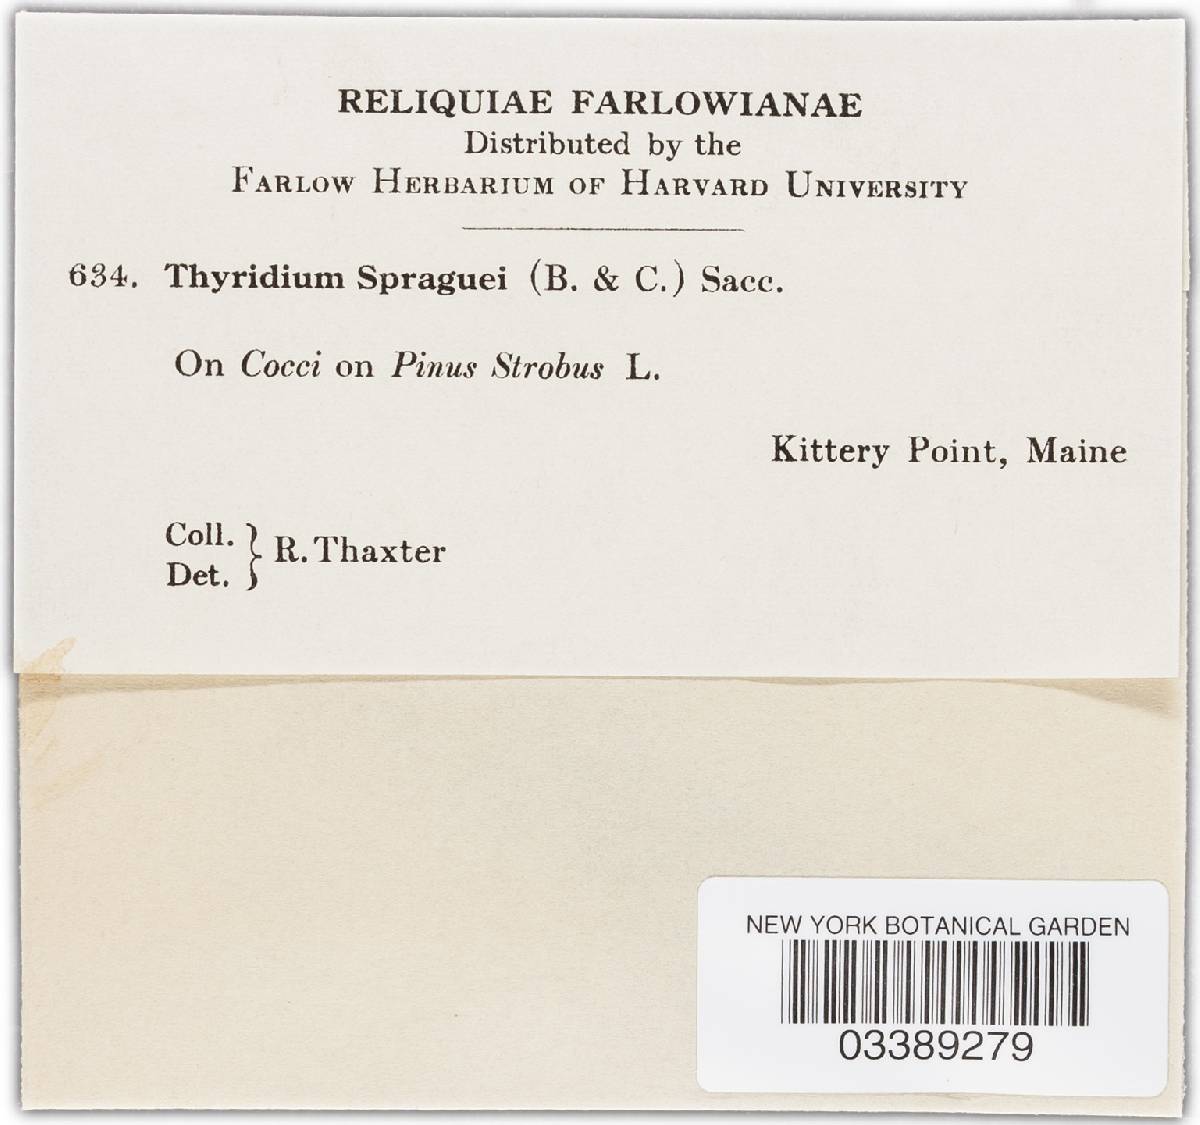 RELIQUIAE FARLOWIANAE
Distributed by the
FARLOW HERBARIUM OF HARVARD UNIVERSITY
634. Thyridium Spraguei (B. & C.) Sacc.
On Cocci on Pinus Strobus L.
Kittery Point, Maine
Coll. } R. Thaxter
Det.
NEW YORK BOTANICAL GARDEN
03389279